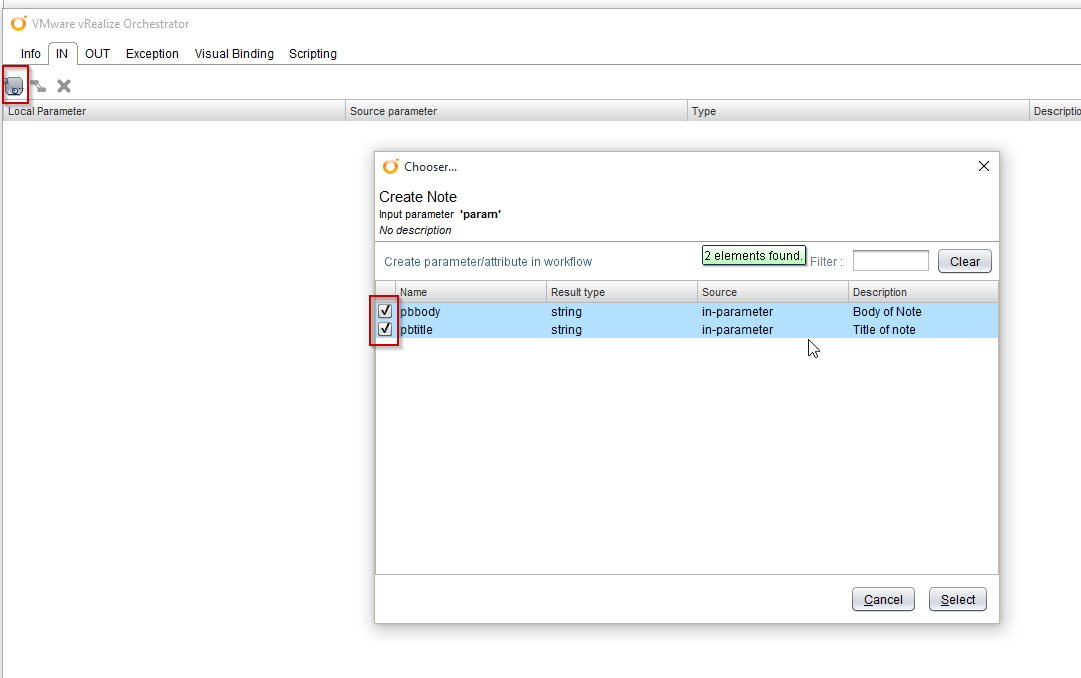 VMware vRealize Orchestrator
Info IN OUT Exception Visual Binding Scripting
Local Parameter Source parameter Type Descriptio
Chooser...
Create Note
Input parameter 'param'
No description
Create parameter/attribute in workflow 2 elements found. Filter : Clear
Name Result type Source Description
pbbody string in-parameter Body of Note
pbtitle string in-parameter Title of note
Cancel Select